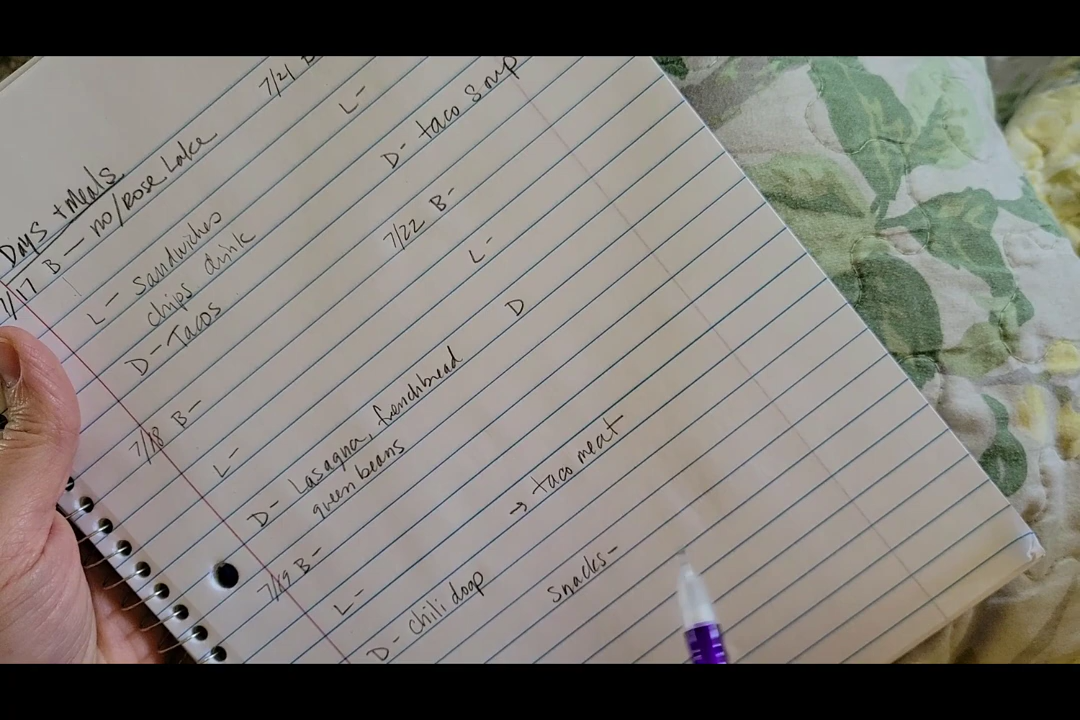 Days + Meals
7/17 B - no/Rose Lake
L - Sandwiches
chips drink
D - Tacos
7/18 B -
L -
D - Lasagna, frenchbread
green beans
7/19 B -
L -
D - chili doap
7/21 B
L -
D - taco Soup
7/22 B -
L -
D
→ taco meat
Snacks -